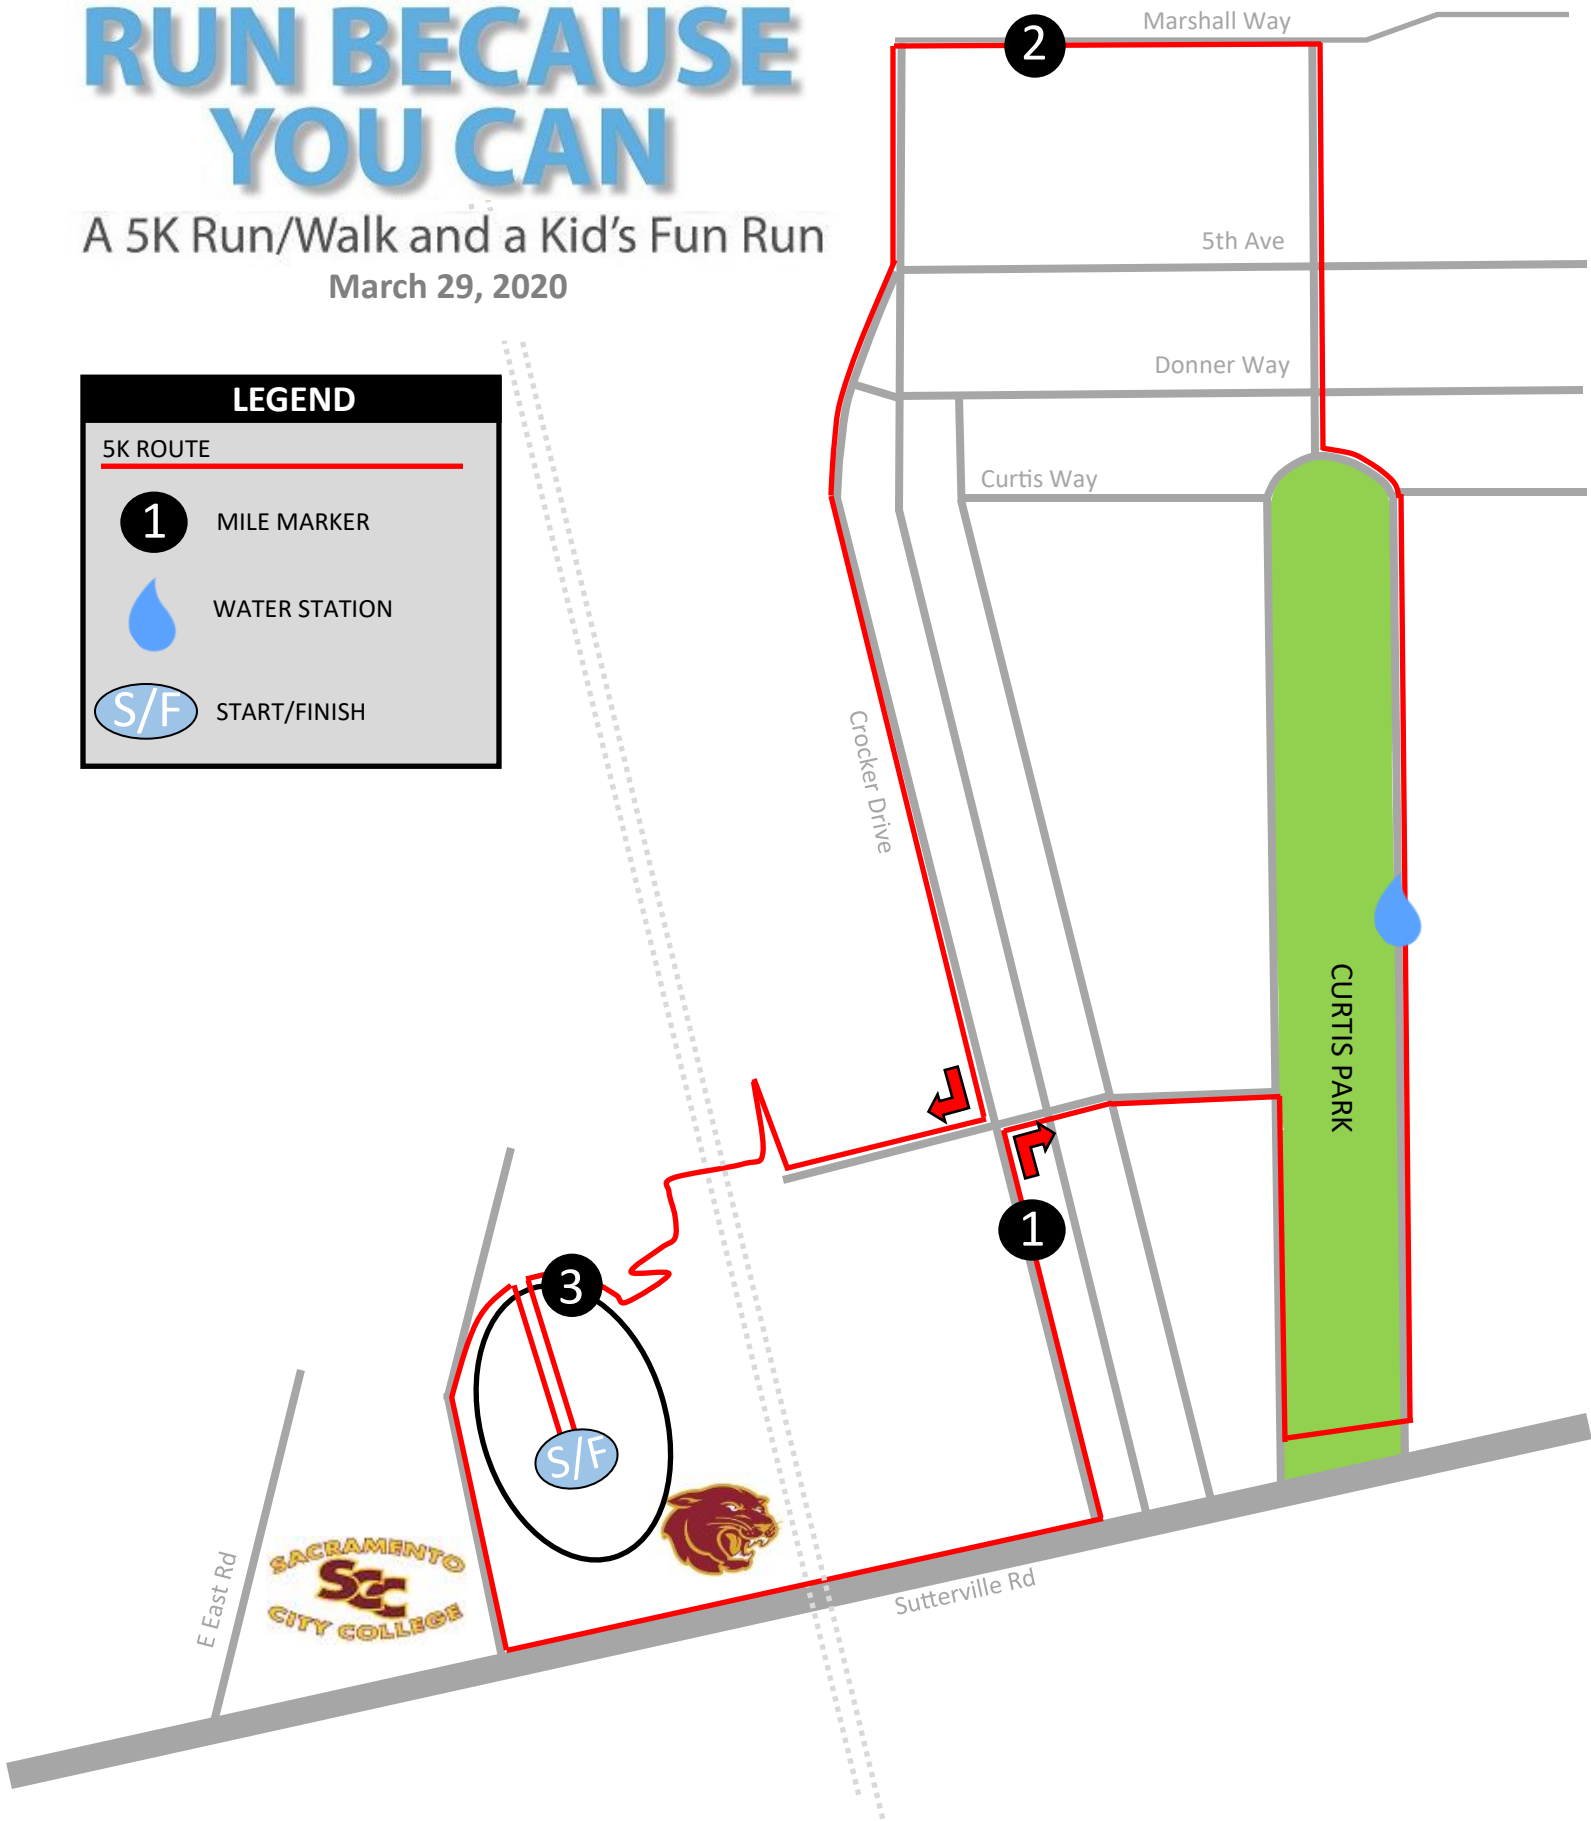 RUN BECAUSE
YOU CAN
A 5K Run/Walk and a Kid's Fun Run
March 29, 2020
LEGEND
5K ROUTE
1
MILE MARKER
WATER STATION
S/F
START/FINISH
Marshall Way
2
5th Ave
Donner Way
Curtis Way
Crocker Drive
CURTIS PARK
1
3
S/F
SACRAMENTO
SCC
CITY COLLEGE
E East Rd
Sutterville Rd